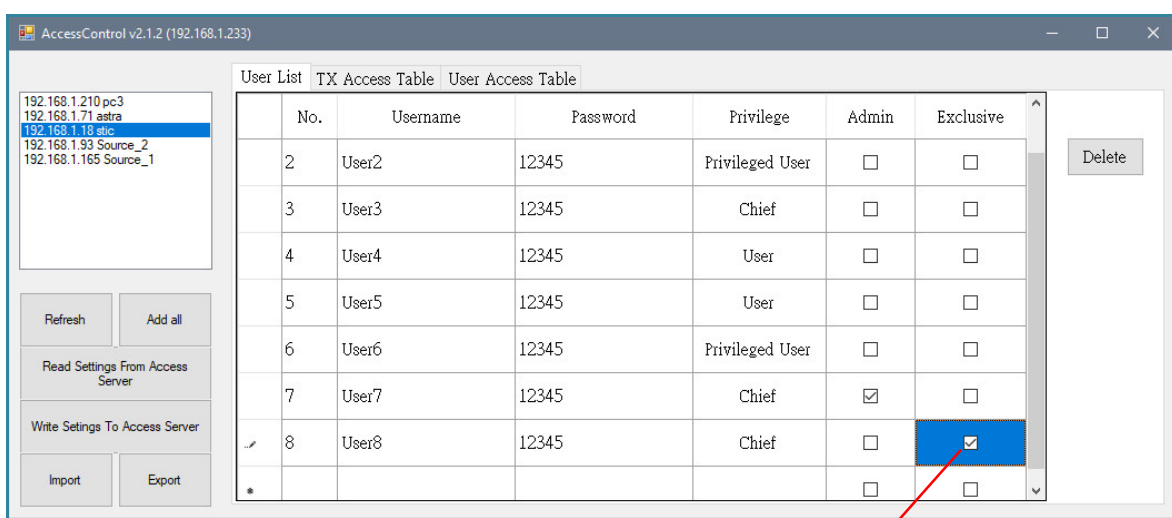 AccessControl v2.1.2 (192.168.1.233)
User List TX Access Table User Access Table
192.168.1.210 pc3
192.168.1.71 astra
192.168.1.18 stic
192.168.1.93 Source_2
192.168.1.165 Source_1
Refresh Add all
Read Settings From Access
Server
Write Setings To Access Server
Import Export
No. Username Password Privilege Admin Exclusive
2 User2 12345 Privileged User
3 User3 12345 Chief
4 User4 12345 User
5 User5 12345 User
6 User6 12345 Privileged User
7 User7 12345 Chief
8 User8 12345 Chief
Delete